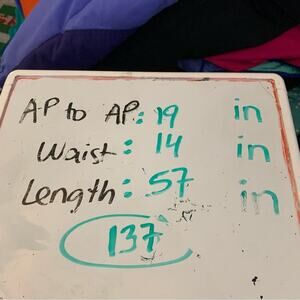 AP to AP: 19 in
Waist: 14 in
Length: 57 in
137